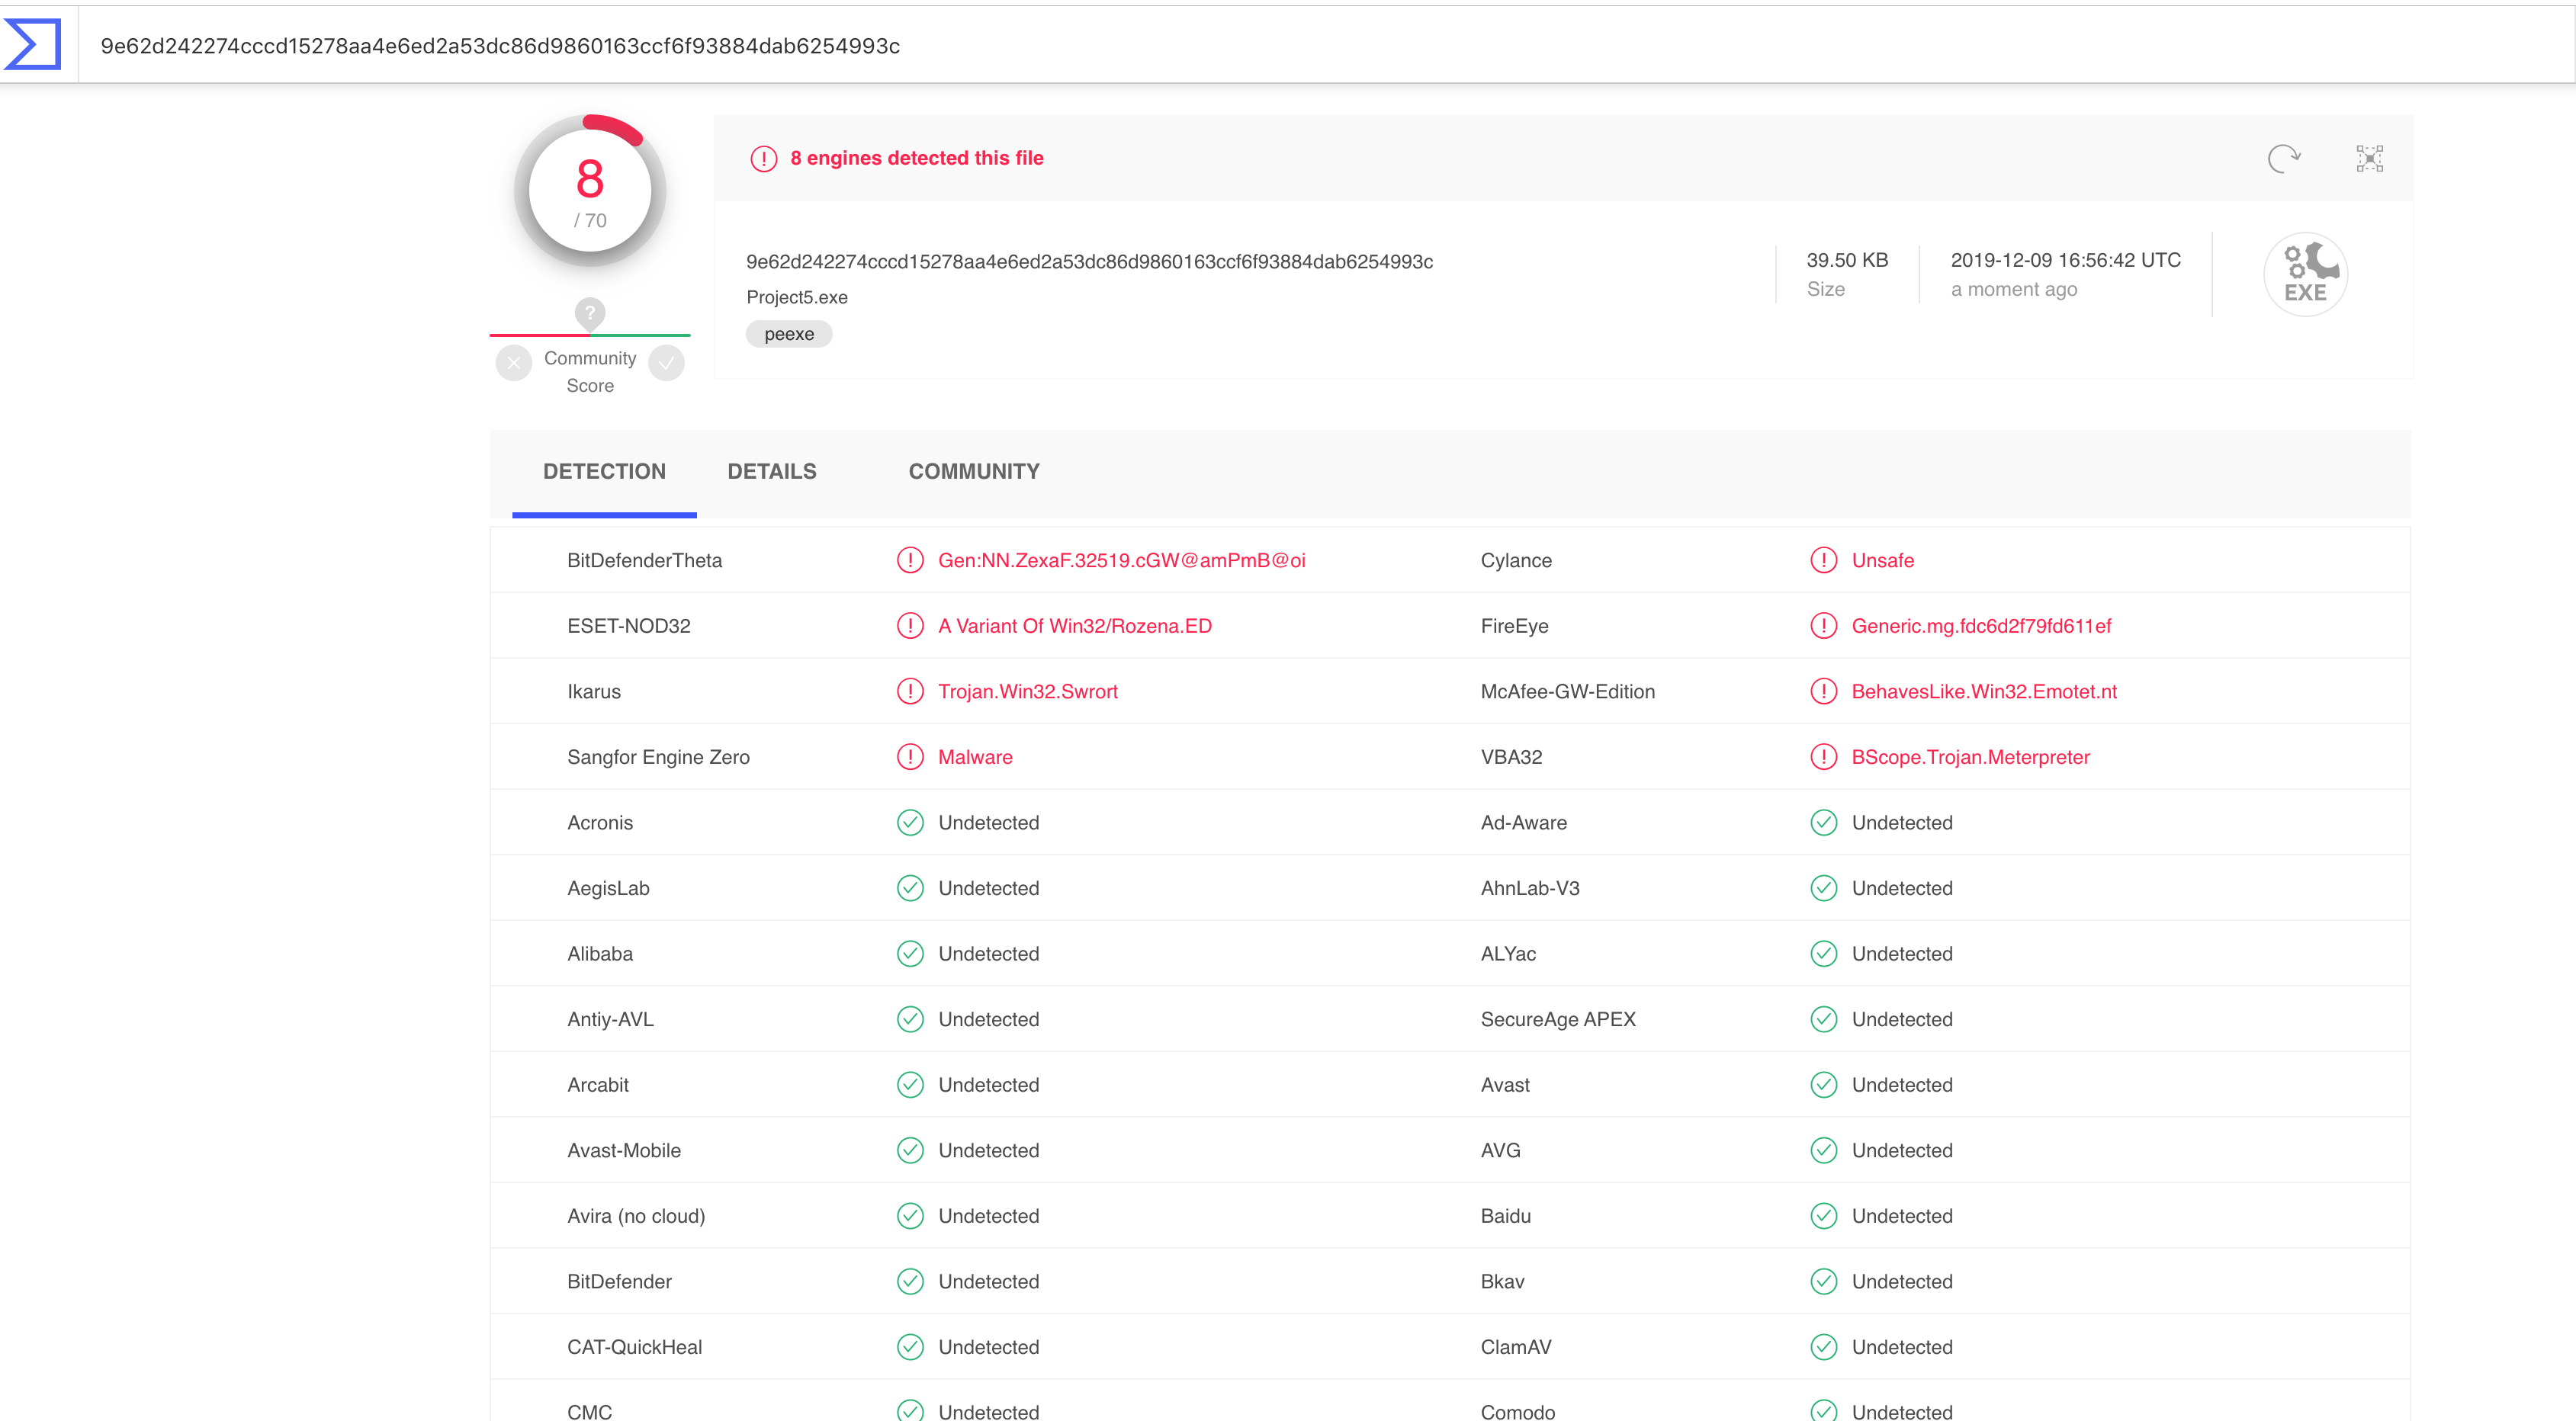 9e62d242274cccd15278aa4e6ed2a53dc86d9860163ccf6f93884dab6254993c
8
/ 70
?
Community
Score
8 engines detected this file
9e62d242274cccd15278aa4e6ed2a53dc86d9860163ccf6f93884dab6254993c
Project5.exe
peexe
39.50 KB
Size
2019-12-09 16:56:42 UTC
a moment ago
EXE
DETECTION DETAILS COMMUNITY
BitDefenderTheta Gen:NN.ZexaF.32519.cGW@amPmB@oi Cylance Unsafe
ESET-NOD32 A Variant Of Win32/Rozena.ED FireEye Generic.mg.fdc6d2f79fd611ef
Ikarus Trojan.Win32.Swrort McAfee-GW-Edition BehavesLike.Win32.Emotet.nt
Sangfor Engine Zero Malware VBA32 BScope.Trojan.Meterpreter
Acronis Undetected Ad-Aware Undetected
AegisLab Undetected AhnLab-V3 Undetected
Alibaba Undetected ALYac Undetected
Antiy-AVL Undetected SecureAge APEX Undetected
Arcabit Undetected Avast Undetected
Avast-Mobile Undetected AVG Undetected
Avira (no cloud) Undetected Baidu Undetected
BitDefender Undetected Bkav Undetected
CAT-QuickHeal Undetected ClamAV Undetected
CMC Undetected Comodo Undetected